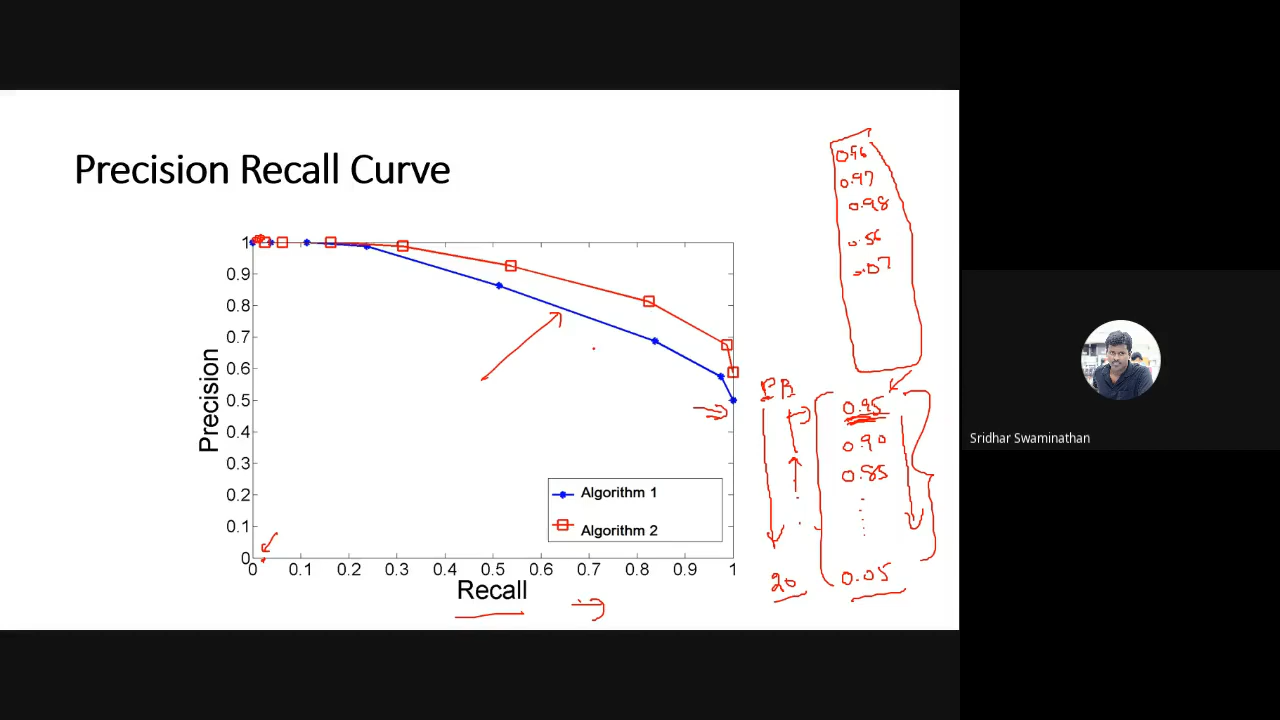 Precision Recall Curve
0.96
0.97
0.98
0.56
0.07
1
0.9
0.8
0.7
0.6
0.5
0.4
0.3
0.2
0.1
0
Precision
Algorithm 1
Algorithm 2
0 0.1 0.2 0.3 0.4 0.5 0.6 0.7 0.8 0.9 1
Recall
P R
0.95
0.90
0.85
20 0.05
Sridhar Swaminathan